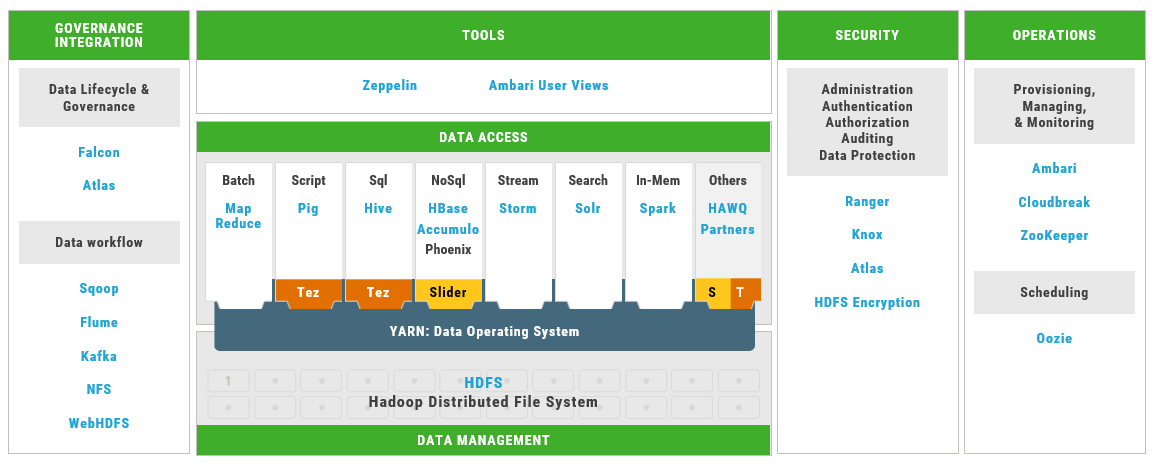 GOVERNANCE
INTEGRATION
Data Lifecycle &
Governance
Falcon
Atlas
Data workflow
Sqoop
Flume
Kafka
NFS
WebHDFS
TOOLS
Zeppelin
Ambari User Views
DATA ACCESS
Batch
Map
Reduce
Script
Pig
Tez
Sql
Hive
Tez
NoSql
HBase
Accumulo
Phoenix
Slider
Stream
Storm
Search
Solr
In-Mem
Spark
Others
HAWQ
Partners
S
T
YARN: Data Operating System
1
HDFS
Hadoop Distributed File System
DATA MANAGEMENT
SECURITY
Administration
Authentication
Authorization
Auditing
Data Protection
Ranger
Knox
Atlas
HDFS Encryption
OPERATIONS
Provisioning,
Managing,
& Monitoring
Ambari
Cloudbreak
ZooKeeper
Scheduling
Oozie